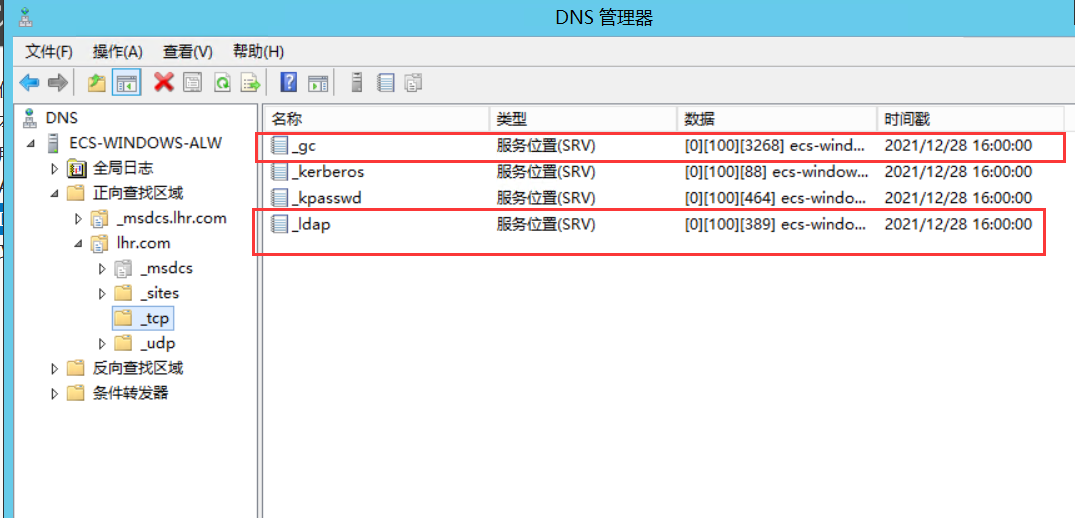 DNS 管理器
文件(F) 操作(A) 查看(V) 帮助(H)
DNS
ECS-WINDOWS-ALW
全局日志
正向查找区域
_msdcs.lhr.com
lhr.com
_msdcs
_sites
_tcp
_udp
反向查找区域
条件转发器
名称 类型 数据 时间戳
_gc 服务位置(SRV) [0][100][3268] ecs-wind... 2021/12/28 16:00:00
_kerberos 服务位置(SRV) [0][100][88] ecs-window... 2021/12/28 16:00:00
_kpasswd 服务位置(SRV) [0][100][464] ecs-windo... 2021/12/28 16:00:00
_ldap 服务位置(SRV) [0][100][389] ecs-windo... 2021/12/28 16:00:00